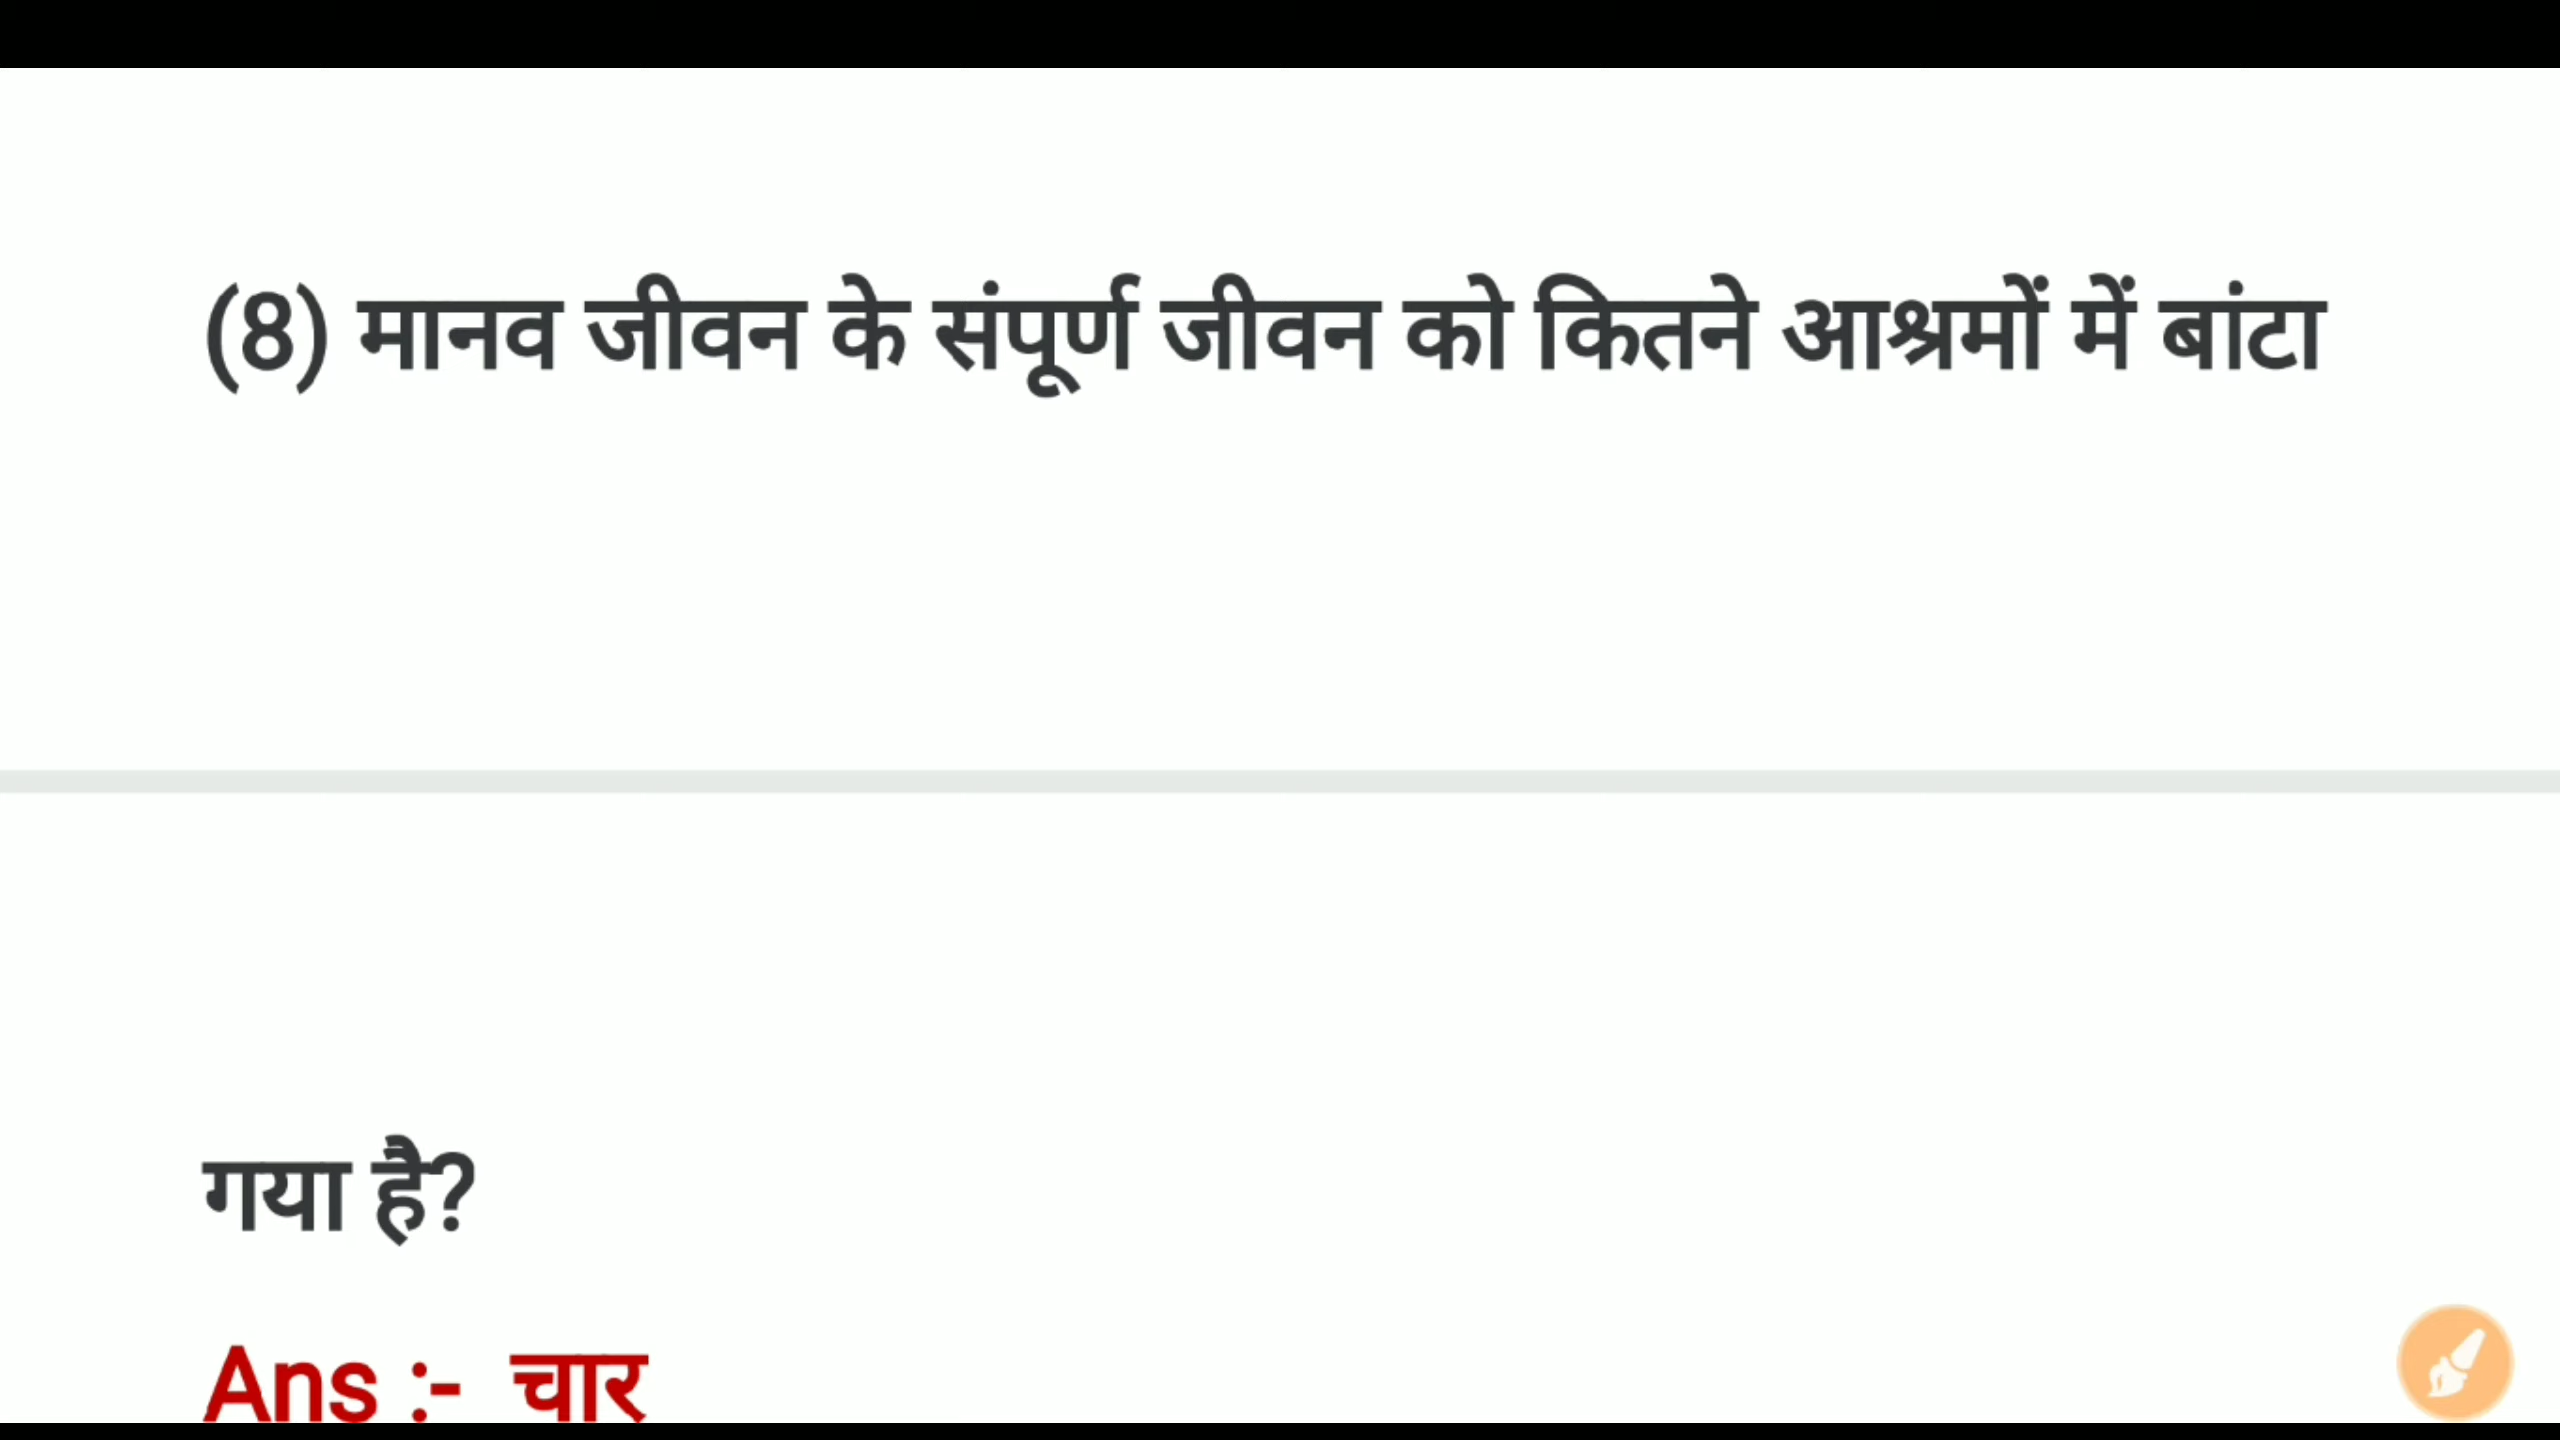 (8) मानव जीवन के संपूर्ण जीवन को कितने आश्रमों में बांटा
गया है?
Ans :- चार